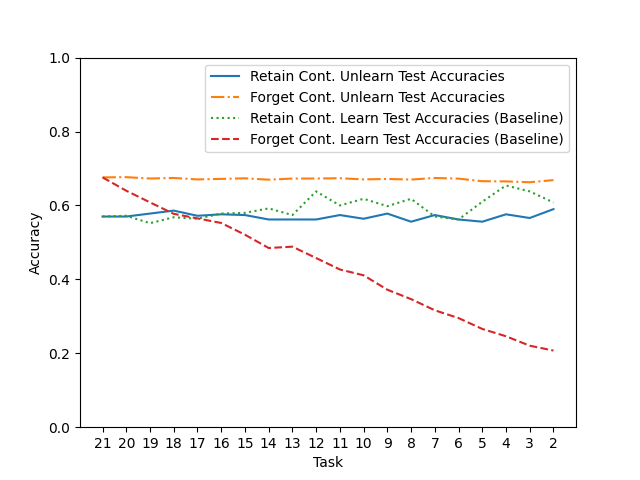 1.0
Retain Cont. Unlearn Test Accuracies
Forget Cont. Unlearn Test Accuracies
Retain Cont. Learn Test Accuracies (Baseline)
Forget Cont. Learn Test Accuracies (Baseline)
0.8
0.6
0.4
0.2
0.0
Accuracy
21 20 19 18 17 16 15 14 13 12 11 10 9 8 7 6 5 4 3 2
Task